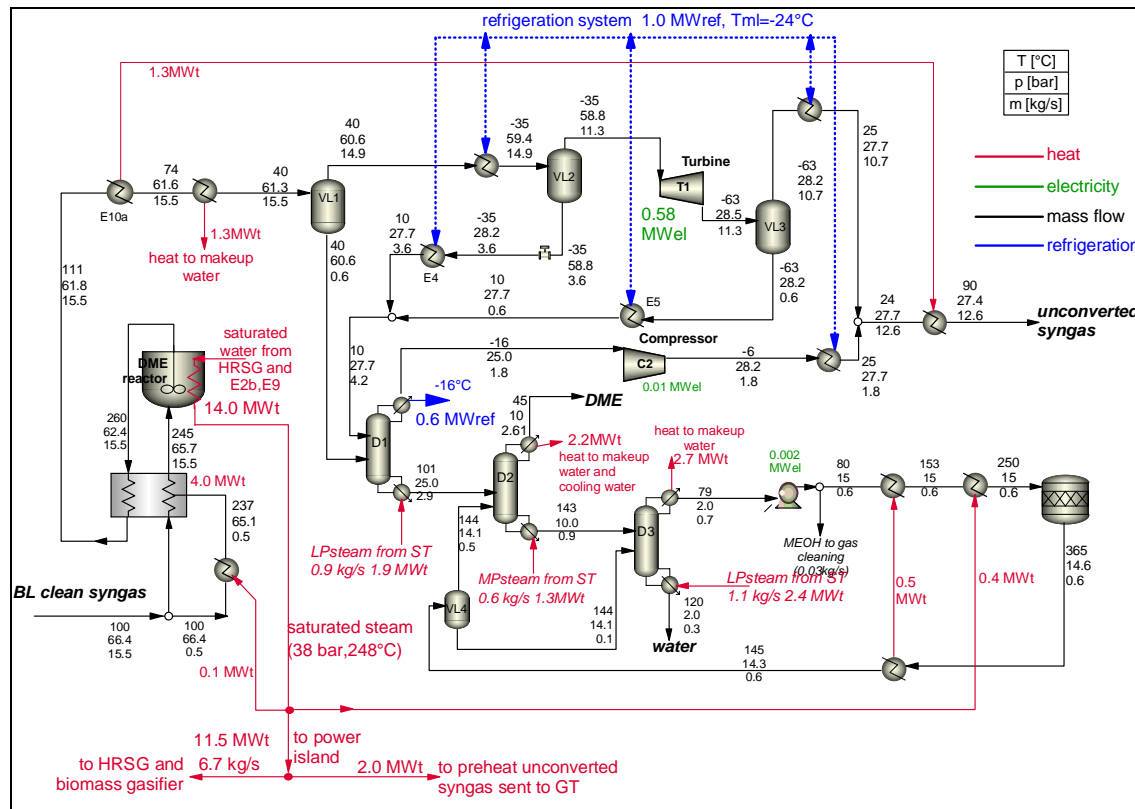 refrigeration system 1.0 MWref, Tml=-24°C
T [°C]
p [bar]
m [kg/s]
1.3MWt
40
60.6
14.9
-35
59.4
14.9
-35
58.8
11.3
25
27.7
10.7
heat
electricity
mass flow
refrigeration
74
61.6
15.5
40
61.3
15.5
E10a
VL1
VL2
Turbine
T1
0.58
MWel
-63
28.5
11.3
-63
28.2
10.7
VL3
1.3MWt
heat to makeup
water
10
27.7
3.6
-35
28.2
3.6
E4
-35
58.8
3.6
40
60.6
0.6
-63
28.2
0.6
10
27.7
0.6
E5
111
61.8
15.5
24
27.7
12.6
90
27.4
12.6
unconverted
syngas
saturated
water from
HRSG and
E2b,E9
DME
reactor
14.0 MWt
10
27.7
4.2
-16
25.0
1.8
Compressor
C2
0.01 MWel
-6
28.2
1.8
25
27.7
1.8
260
62.4
15.5
245
65.7
15.5
-16°C
0.6 MWref
D1
45
10
2.61
DME
D2
2.2MWt
heat to makeup
water and
cooling water
heat to makeup
water
2.7 MWt
0.002
MWel
80
15
0.6
153
15
0.6
250
15
0.6
4.0MWt
237
65.1
0.5
101
25.0
2.9
79
2.0
0.7
D3
144
14.1
0.5
143
10.0
0.9
MEOH to gas
cleaning
(0.03kg/s)
365
14.6
0.6
LPsteam from ST
0.9 kg/s 1.9 MWt
MPsteam from ST
0.6 kg/s 1.3MWt
LPsteam from ST
1.1 kg/s 2.4 MWt
0.5
MWt
0.4 MWt
BL clean syngas
100
66.4
15.5
100
66.4
0.5
VL4
144
14.1
0.1
120
2.0
0.3
water
saturated steam
(38 bar,248°C)
0.1 MWt
145
14.3
0.6
11.5 MWt
6.7 kg/s
to power
island
to HRSG and
biomass gasifier
2.0 MWt
to preheat unconverted
syngas sent to GT